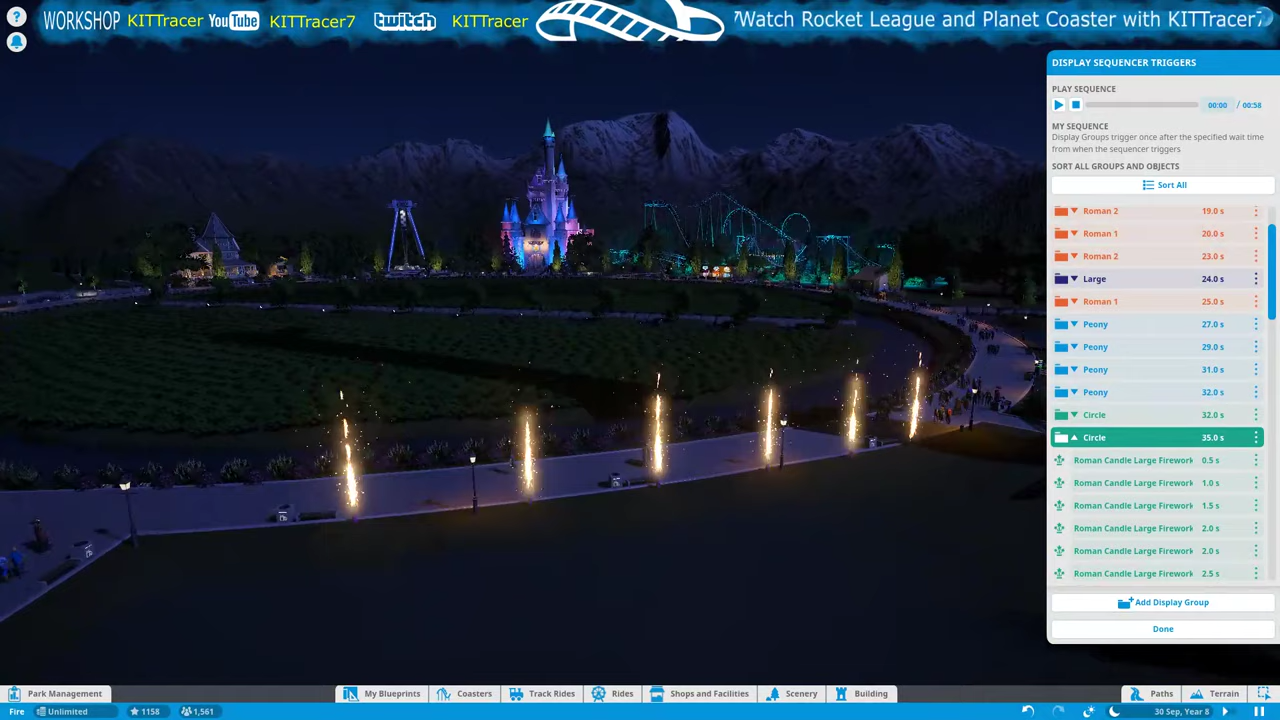 WORKSHOP KITTracer YouTube KITTracer7 twitch KITTracer
7Watch Rocket League and Planet Coaster with KITTracer7
DISPLAY SEQUENCER TRIGGERS
PLAY SEQUENCE
00:00 / 00:58
MY SEQUENCE
Display Groups trigger once after the specified wait time
from when the sequencer triggers
SORT ALL GROUPS AND OBJECTS
Sort All
Roman 2 19.0 s
Roman 1 20.0 s
Roman 2 23.0 s
Large 24.0 s
Roman 1 25.0 s
Peony 27.0 s
Peony 29.0 s
Peony 31.0 s
Peony 32.0 s
Circle 32.0 s
Circle 35.0 s
Roman Candle Large Firework 0.5 s
Roman Candle Large Firework 1.0 s
Roman Candle Large Firework 1.5 s
Roman Candle Large Firework 2.0 s
Roman Candle Large Firework 2.0 s
Roman Candle Large Firework 2.5 s
Add Display Group
Done
Park Management My Blueprints Coasters Track Rides Rides Shops and Facilities Scenery Building Paths Terrain
Fire Unlimited 1158 1,561 30 Sep, Year 8